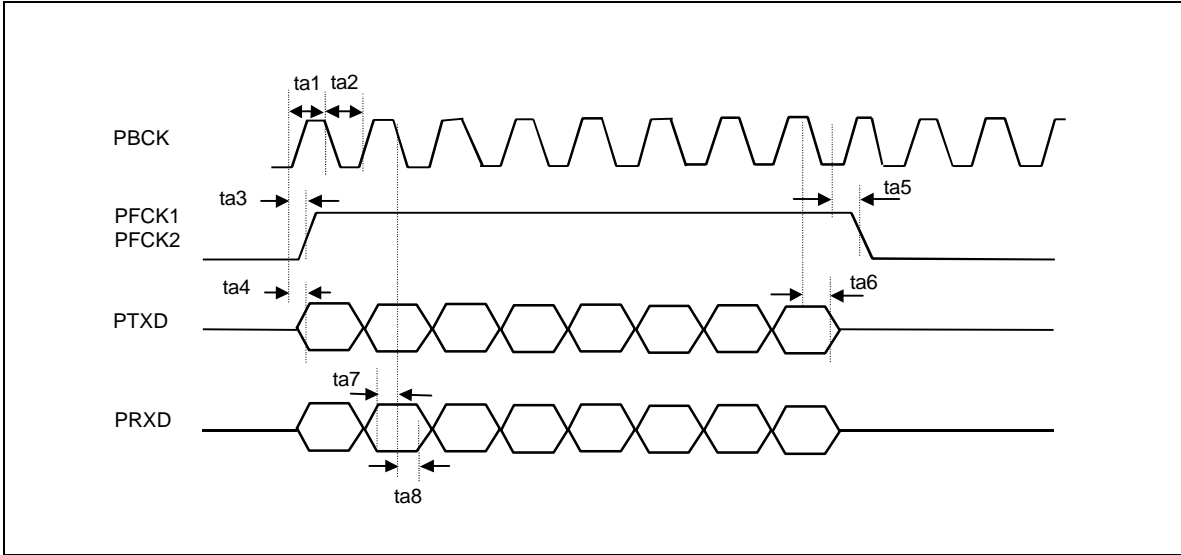 ta1
ta2
PBCK
ta3
ta5
PFCK1
PFCK2
ta4
ta6
PTXD
ta7
PRXD
ta8